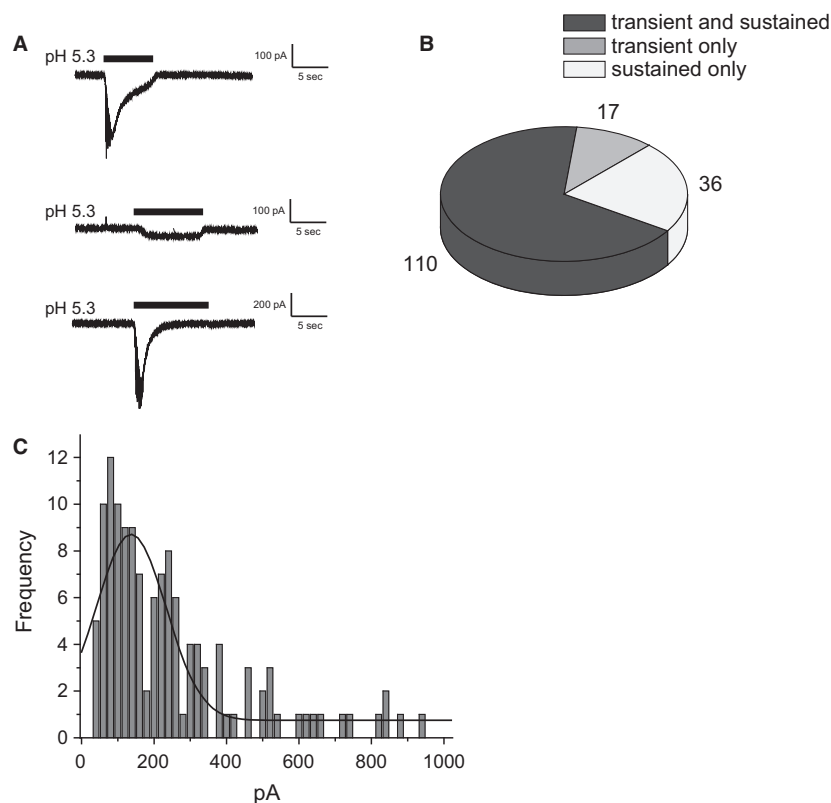 A
pH 5.3
100 pA
5 sec
pH 5.3
100 pA
5 sec
pH 5.3
200 pA
5 sec
B
transient and sustained
transient only
sustained only
17
36
110
C
12
10
8
6
4
2
0
Frequency
0 200 400 600 800 1000
pA